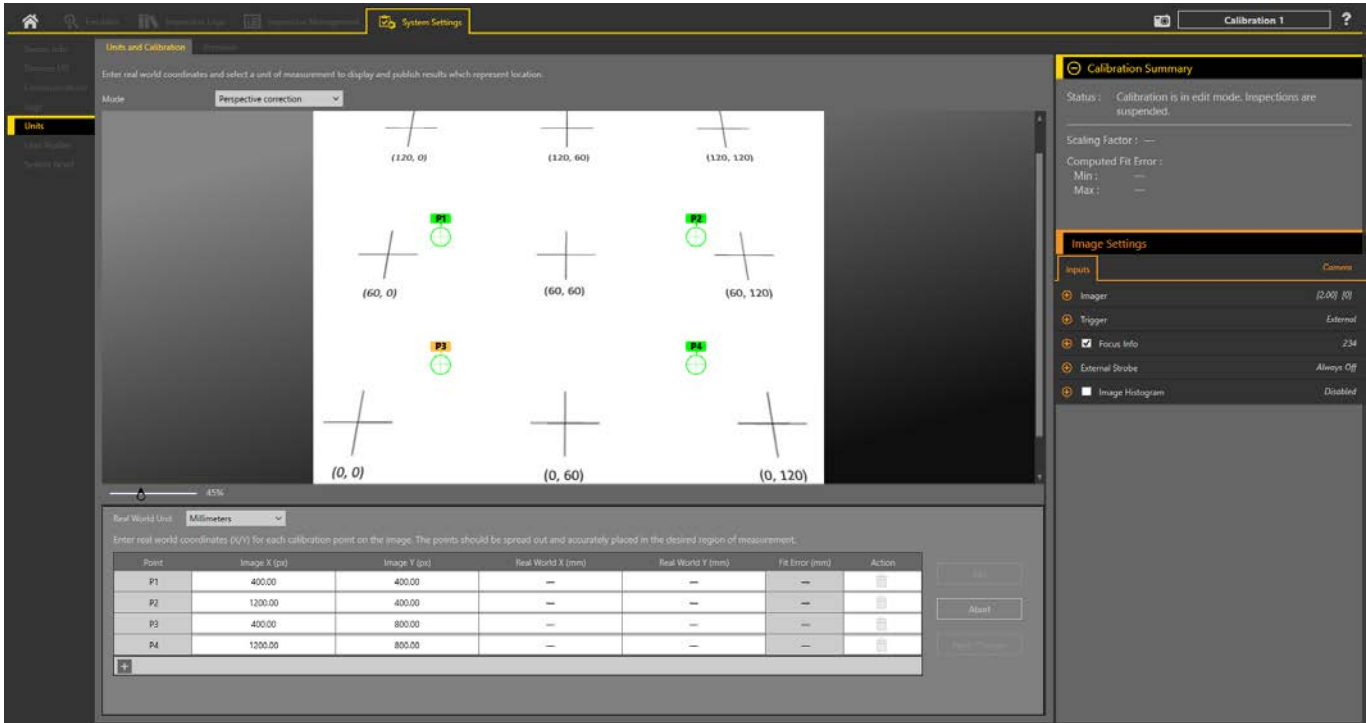 System Settings
Calibration 1
?
Units and Calibration
Enter real world coordinates and select a unit of measurement to display and publish results which represent location.
Mode
Perspective correction
Units
(120, 0)
(120, 60)
(120, 120)
P1
P2
(60, 0)
(60, 60)
(60, 120)
P3
P4
(0, 0)
(0, 60)
(0, 120)
45%
Real World Unit
Millimeters
Enter real world coordinates (X/Y) for each calibration point on the image. The points should be spread out and accurately placed in the desired region of measurement.
Point Image X (px) Image Y (px) Real World X (mm) Real World Y (mm) Fit Error (mm) Action
P1 400.00 400.00 — — —
P2 1200.00 400.00 — — —
P3 400.00 800.00 — — —
P4 1200.00 800.00 — — —
Abort
Calibration Summary
Status : Calibration is in edit mode. Inspections are
suspended.
Scaling Factor : —
Computed Fit Error :
Min : —
Max : —
Image Settings
Inputs
Camera
Imager [2.00] [0]
Trigger External
Focus Info 234
External Strobe Always Off
Image Histogram Disabled